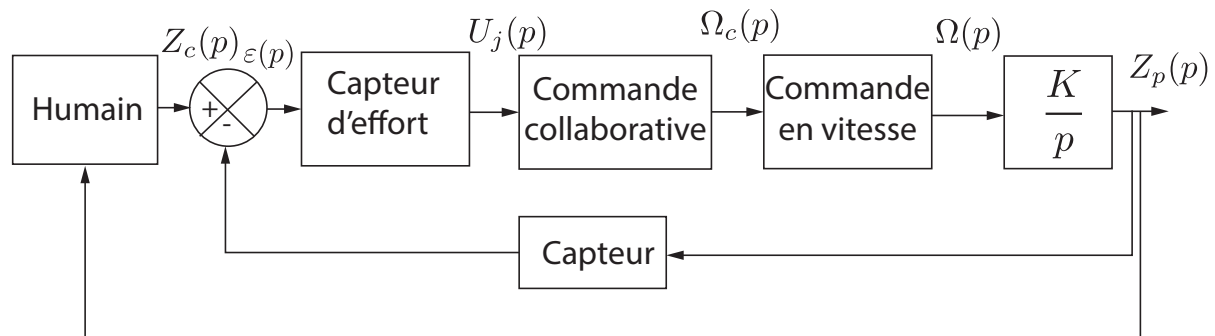 Humain
Z_c(p)
ε(p)
+
-
Capteur
d'effort
U_j(p)
Commande
collaborative
Ω_c(p)
Commande
en vitesse
Ω(p)
K
p
Z_p(p)
Capteur